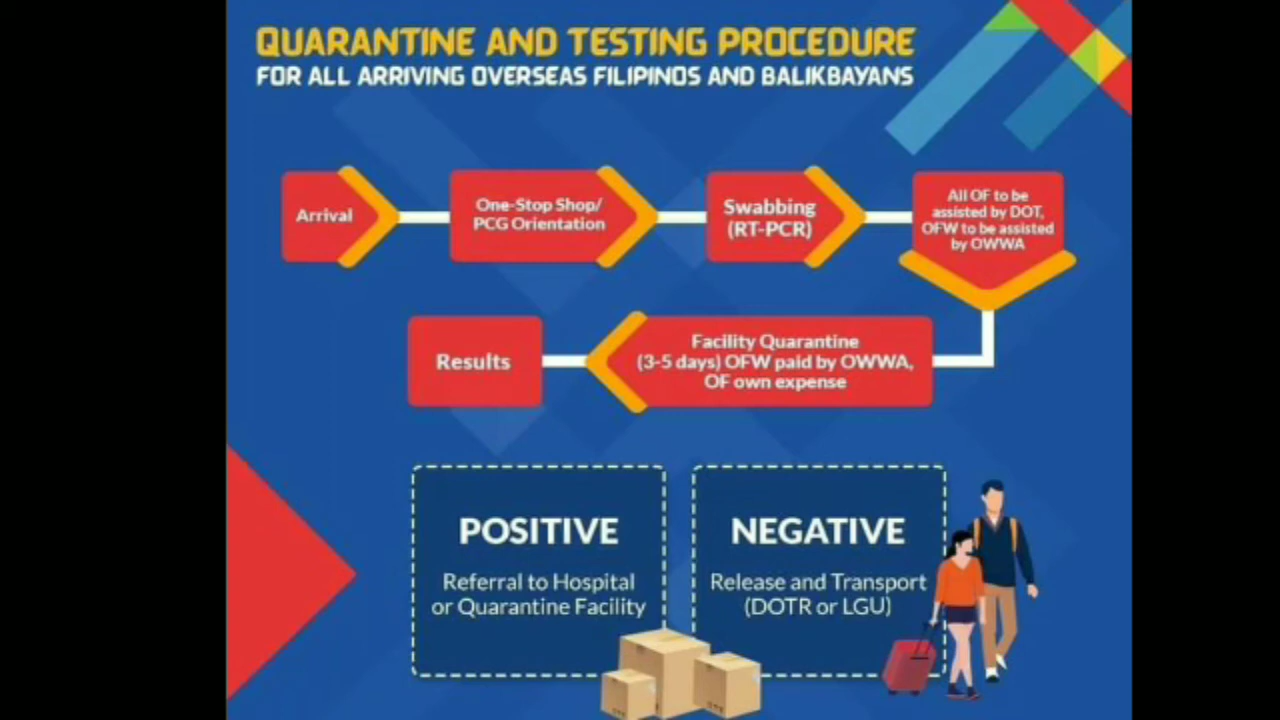 QUARANTINE AND TESTING PROCEDURE
FOR ALL ARRIVING OVERSEAS FILIPINOS AND BALIKBAYANS
Arrival
One-Stop Shop/
PCG Orientation
Swabbing
(RT-PCR)
All OF to be
assisted by DOT,
OFW to be assisted
by OWWA
Facility Quarantine
(3-5 days) OFW paid by OWWA,
OF own expense
Results
POSITIVE
Referral to Hospital
or Quarantine Facility
NEGATIVE
Release and Transport
(DOTR or LGU)